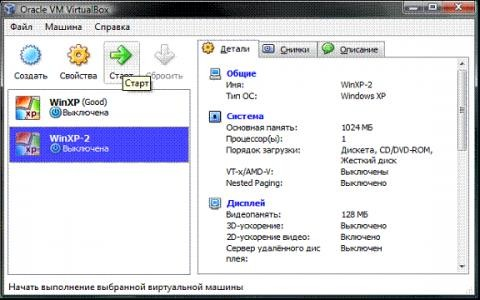 Oracle VM VirtualBox
Файл Машина Справка
Создать Свойства Старт Сбросить
Старт
WinXP (Good)
Выключена
WinXP-2
Выключена
Детали Снимки Описание
Общие
Имя: WinXP-2
Тип ОС: Windows XP
Система
Основная память: 1024 МБ
Процессор(ы): 1
Порядок загрузки: Дискета, CD/DVD-ROM,
Жесткий диск
VT-x/AMD-V: Выключены
Nested Paging: Выключено
Дисплей
Видеопамять: 128 МБ
3D-ускорение: Выключено
2D-ускорение видео: Включено
Сервер удалённого дис Выключен
плея:
Начать выполнение выбранной виртуальной машины